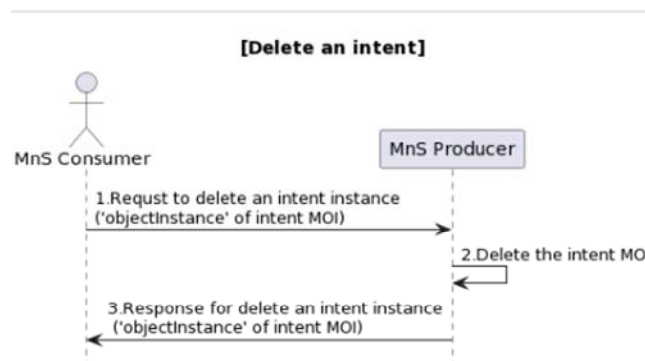 [Delete an intent]
MnS Consumer
MnS Producer
1.Requst to delete an intent instance
('objectInstance' of intent MOI)
2.Delete the intent MO
3.Response for delete an intent instance
('objectInstance' of intent MOI)